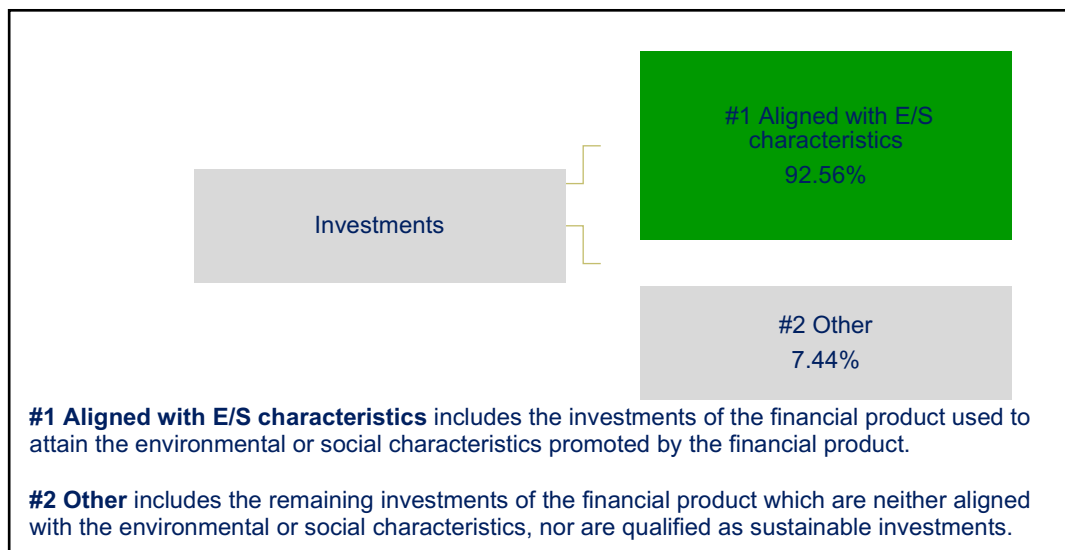 #1 Aligned with E/S
characteristics
92.56%
Investments
#2 Other
7.44%
#1 Aligned with E/S characteristics includes the investments of the financial product used to
attain the environmental or social characteristics promoted by the financial product.
#2 Other includes the remaining investments of the financial product which are neither aligned
with the environmental or social characteristics, nor are qualified as sustainable investments.